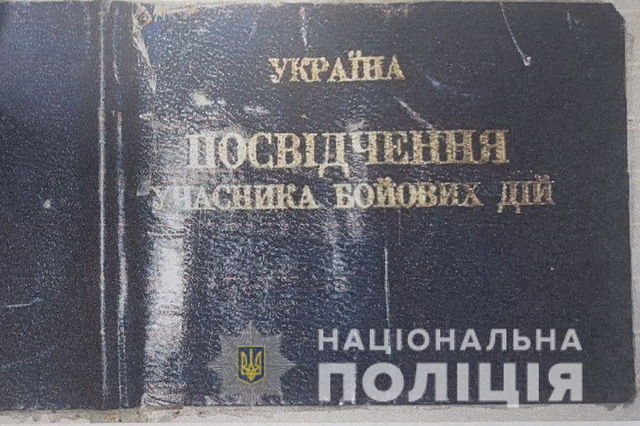 УКРАЇНА
ПОСВІДЧЕННЯ
УЧАСНИКА БОЙОВИХ ДІЙ
НАЦІОНАЛЬНА
ПОЛІЦІЯ